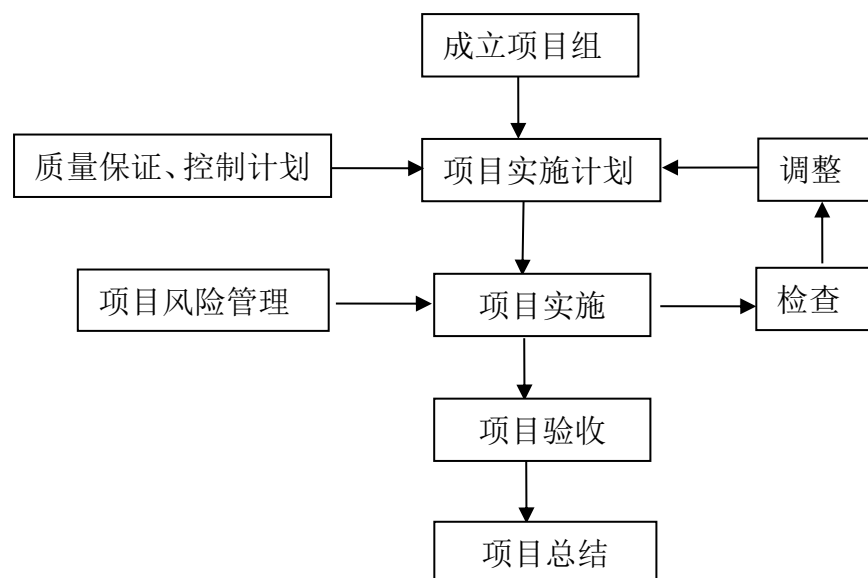 成立项目组
质量保证、控制计划
项目实施计划
调整
项目风险管理
项目实施
检查
项目验收
项目总结